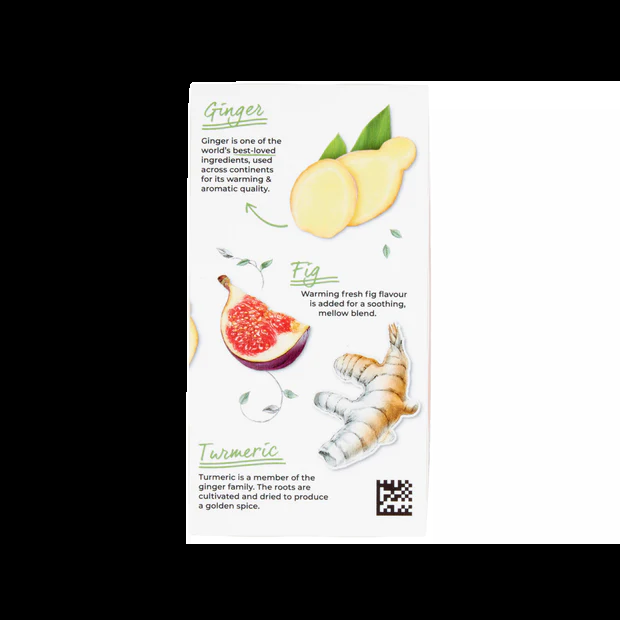 Ginger
Ginger is one of the
world's best-loved
ingredients, used
across continents
for its warming &
aromatic quality.
Fig
Warming fresh fig flavour
is added for a soothing,
mellow blend.
Turmeric
Turmeric is a member of the
ginger family. The roots are
cultivated and dried to produce
a golden spice.